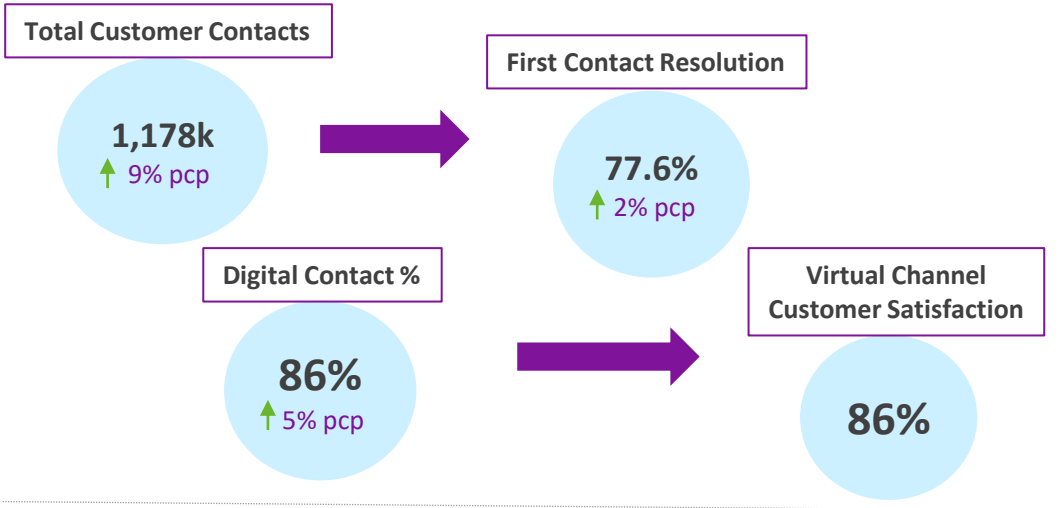 Total Customer Contacts
1,178k
9% pcp
First Contact Resolution
77.6%
2% pcp
Digital Contact %
86%
5% pcp
Virtual Channel
Customer Satisfaction
86%